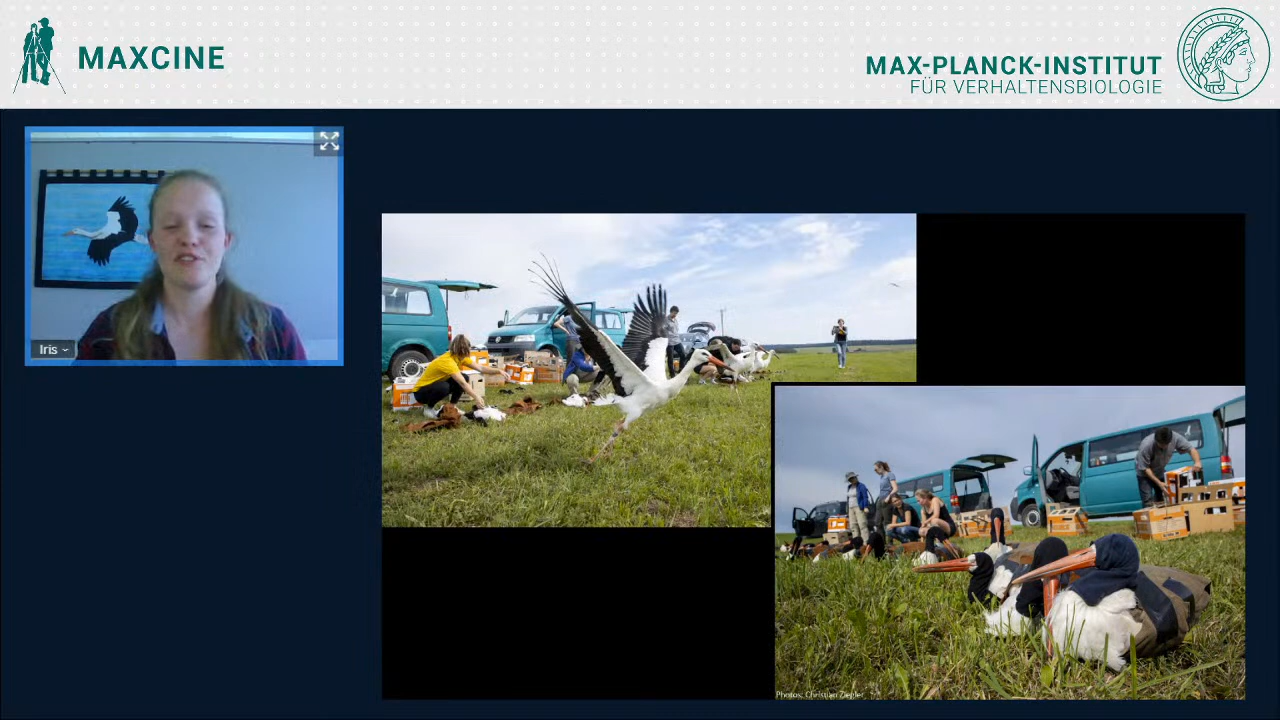 MAXCINE
MAX-PLANCK-INSTITUT
FÜR VERHALTENSBIOLOGIE
Iris
Photos: Christian Ziegler